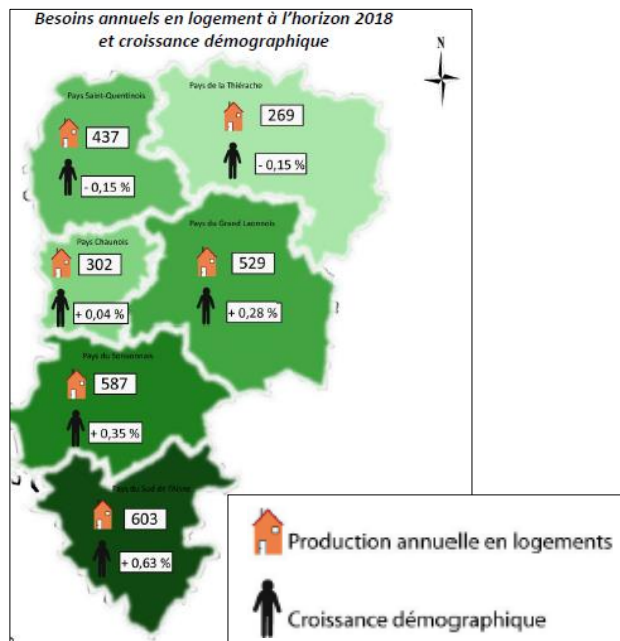 Besoins annuels en logement à l'horizon 2018
et croissance démographique
N
Pays Saint-Quentinois
437
- 0,15 %
Pays de la Thiérache
269
- 0,15 %
Pays Chaunois
302
+ 0,04 %
Pays du Grand Laonnois
529
+ 0,28 %
Pays du Soissonnais
587
+ 0,35 %
Pays du Sud de l'Aisne
603
+ 0,63 %
Production annuelle en logements
Croissance démographique